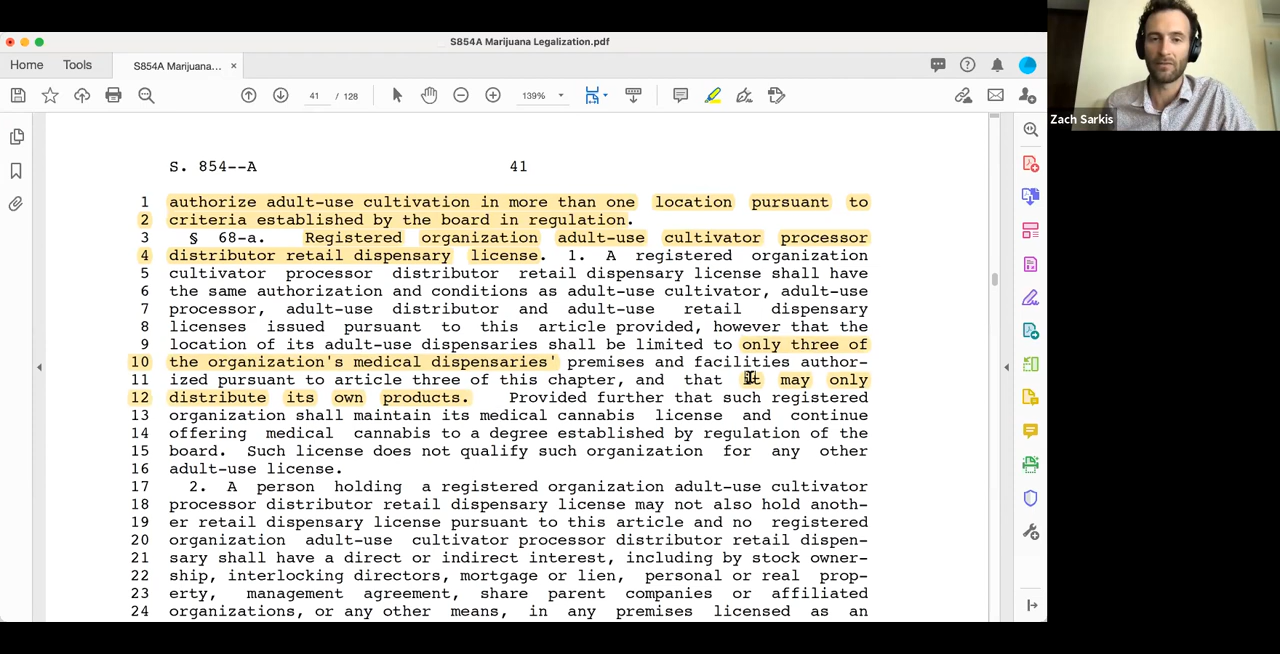 S854A Marijuana Legalization.pdf
Home Tools S854A Marijuana... ×
41 / 128 139%
Zach Sarkis
S. 854--A 41
1 authorize adult-use cultivation in more than one location pursuant to
2 criteria established by the board in regulation.
3 § 68-a. Registered organization adult-use cultivator processor
4 distributor retail dispensary license. 1. A registered organization
5 cultivator processor distributor retail dispensary license shall have
6 the same authorization and conditions as adult-use cultivator, adult-use
7 processor, adult-use distributor and adult-use retail dispensary
8 licenses issued pursuant to this article provided, however that the
9 location of its adult-use dispensaries shall be limited to only three of
10 the organization's medical dispensaries' premises and facilities author-
11 ized pursuant to article three of this chapter, and that it may only
12 distribute its own products. Provided further that such registered
13 organization shall maintain its medical cannabis license and continue
14 offering medical cannabis to a degree established by regulation of the
15 board. Such license does not qualify such organization for any other
16 adult-use license.
17 2. A person holding a registered organization adult-use cultivator
18 processor distributor retail dispensary license may not also hold anoth-
19 er retail dispensary license pursuant to this article and no registered
20 organization adult-use cultivator processor distributor retail dispen-
21 sary shall have a direct or indirect interest, including by stock owner-
22 ship, interlocking directors, mortgage or lien, personal or real prop-
23 erty, management agreement, share parent companies or affiliated
24 organizations, or any other means, in any premises licensed as an